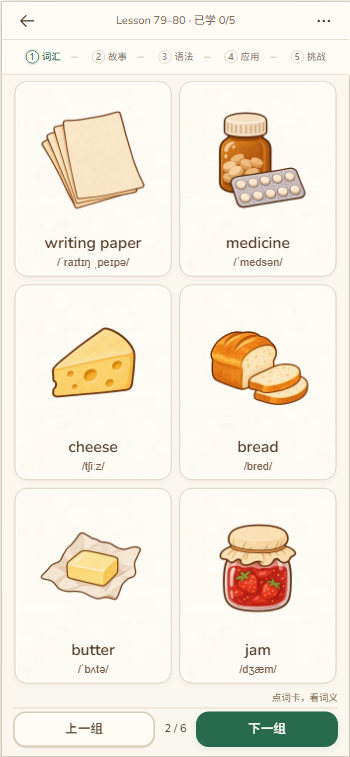 Lesson 79–80 · 已学 0/5
1 词汇 – 2 故事 – 3 语法 – 4 应用 – 5 挑战
writing paper
/ˈraɪtɪŋ ˌpeɪpə/
medicine
/ˈmedsən/
cheese
/tʃiːz/
bread
/bred/
butter
/ˈbʌtə/
jam
/dʒæm/
点词卡，看词义
上一组
2 / 6
下一组